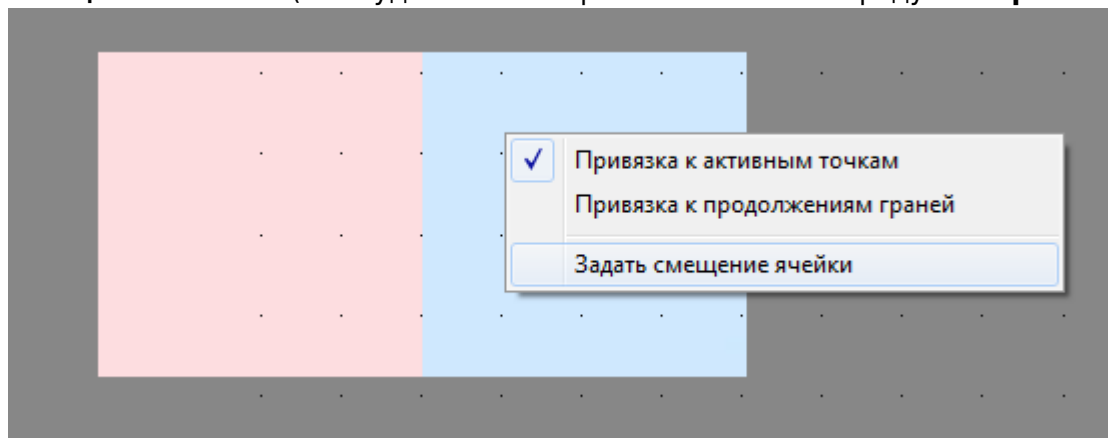 Привязка к активным точкам
Привязка к продолжениям граней
Задать смещение ячейки